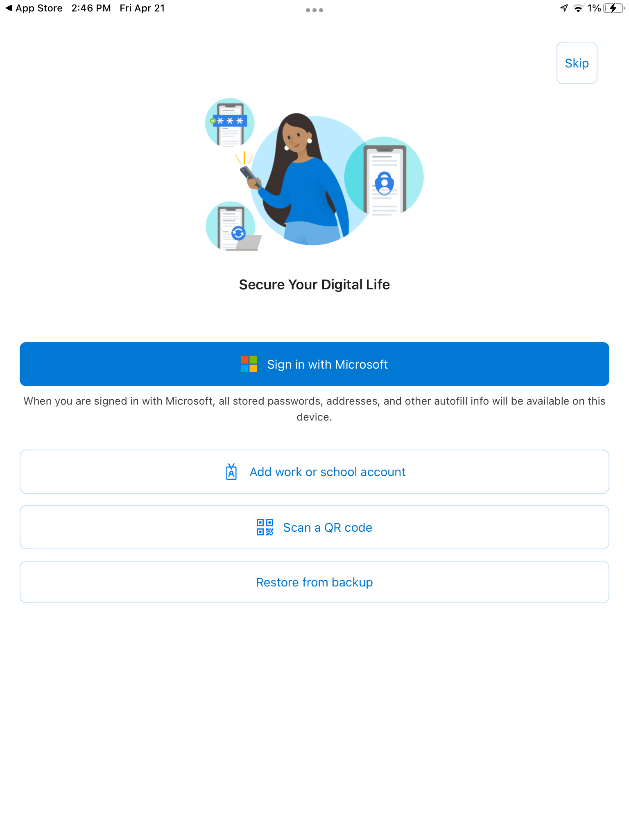 App Store 2:46 PM Fri Apr 21
1%
Skip
***
Secure Your Digital Life
Sign in with Microsoft
When you are signed in with Microsoft, all stored passwords, addresses, and other autofill info will be available on this
device.
A
Add work or school account
Scan a QR code
Restore from backup